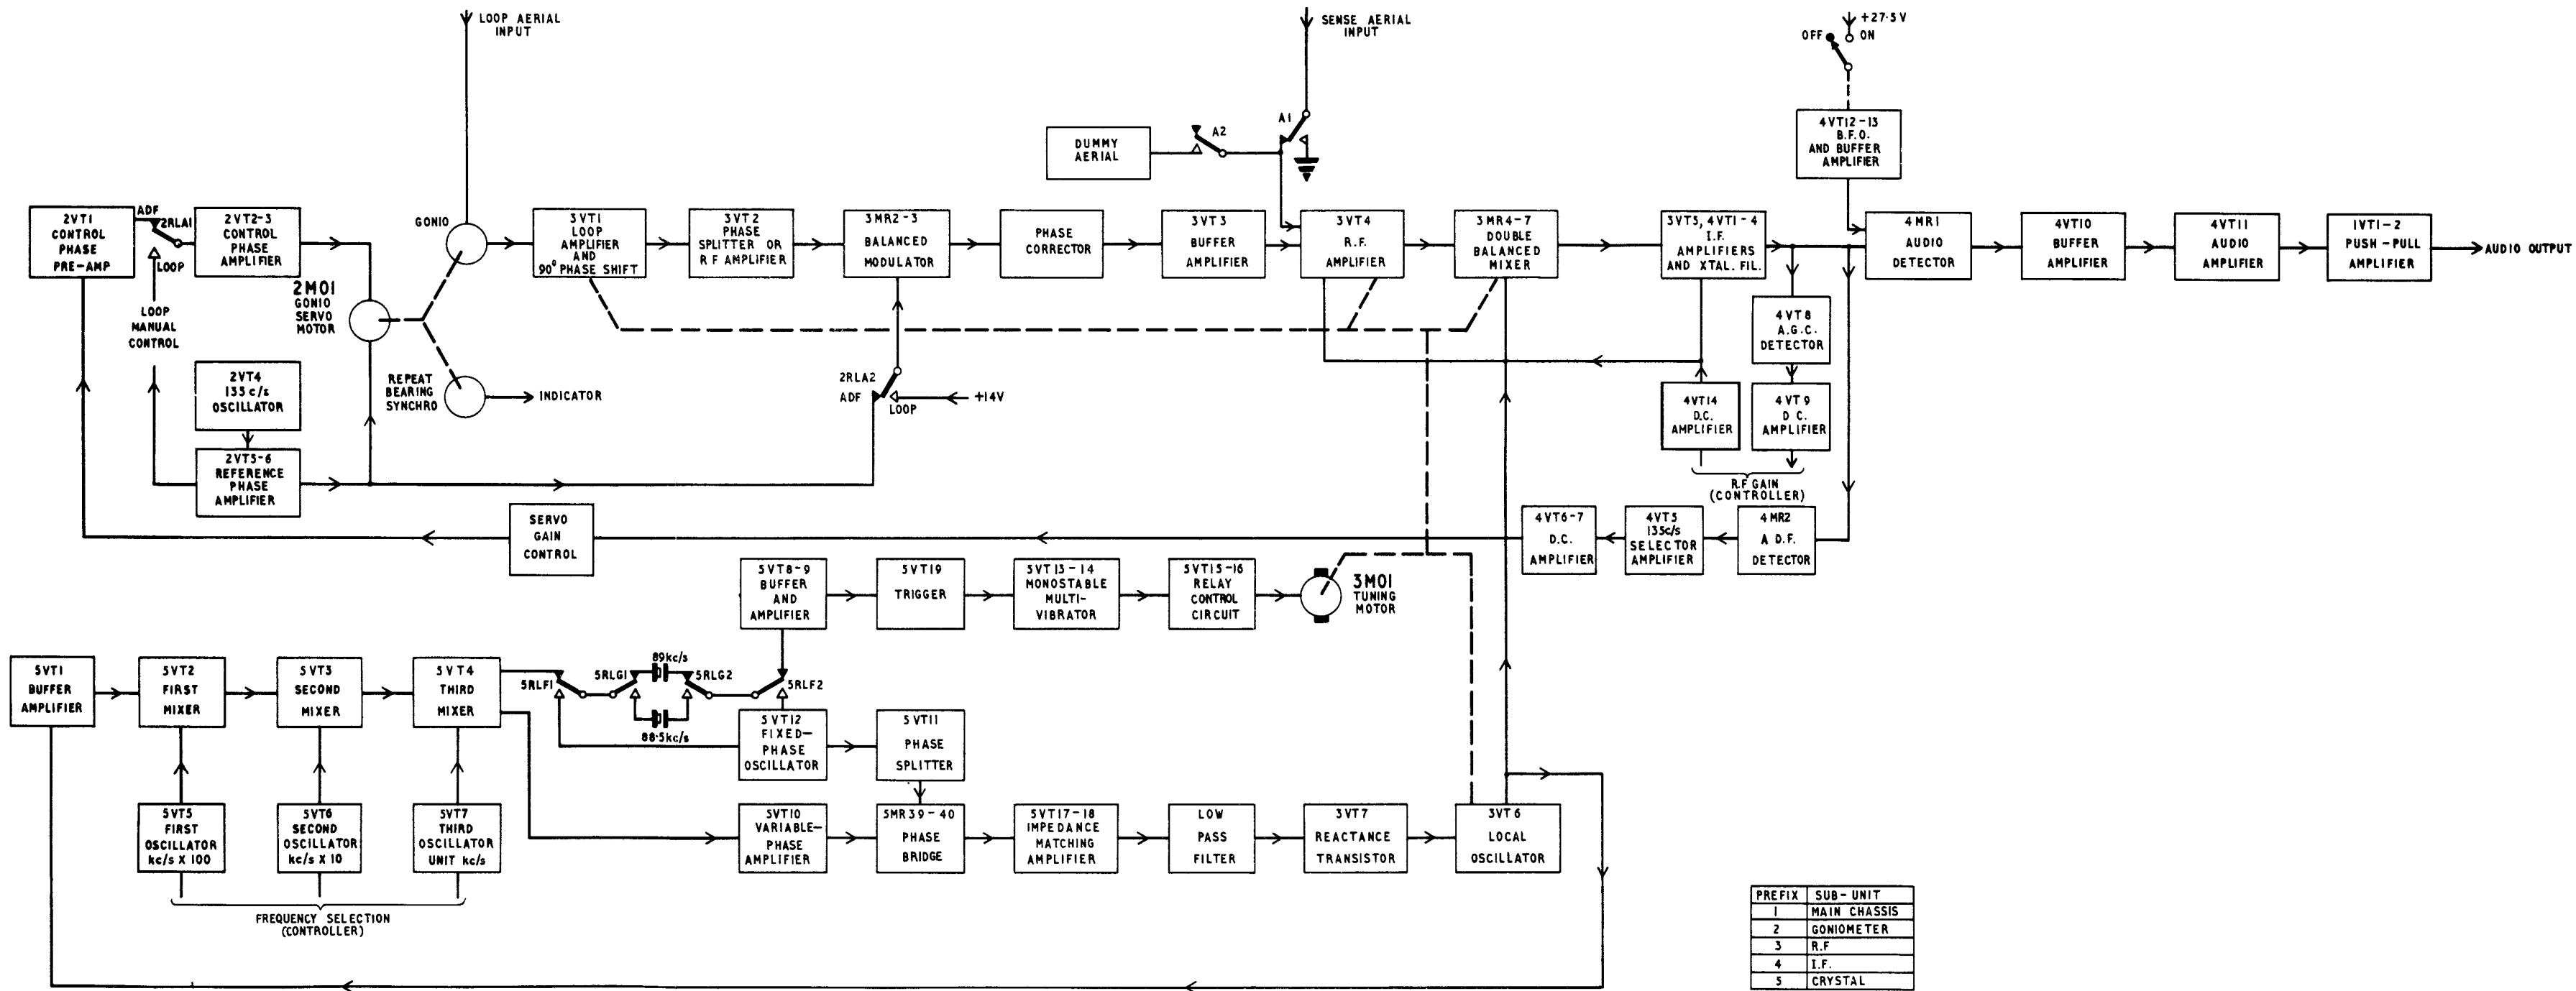 LOOP AERIAL
INPUT
SENSE AERIAL
INPUT
+27·5V
OFF
ON
A1
A2
DUMMY
AERIAL
4VT12-13
B.F.O.
AND BUFFER
AMPLIFIER
2VT1
CONTROL
PHASE
PRE-AMP
ADF
2RLA1
LOOP
2VT2-3
CONTROL
PHASE
AMPLIFIER
GONIO
3VT1
LOOP
AMPLIFIER
AND
90° PHASE SHIFT
3VT2
PHASE
SPLITTER OR
RF AMPLIFIER
3MR2-3
BALANCED
MODULATOR
PHASE
CORRECTOR
3VT3
BUFFER
AMPLIFIER
3VT4
R.F.
AMPLIFIER
3MR4-7
DOUBLE
BALANCED
MIXER
3VT5, 4VT1-4
I.F.
AMPLIFIERS
AND XTAL. FIL.
4MR1
AUDIO
DETECTOR
4VT10
BUFFER
AMPLIFIER
4VT11
AUDIO
AMPLIFIER
1VT1-2
PUSH-PULL
AMPLIFIER
AUDIO OUTPUT
2MO1
GONIO
SERVO
MOTOR
LOOP
MANUAL
CONTROL
2VT4
135c/s
OSCILLATOR
REPEAT
BEARING
SYNCHRO
INDICATOR
2RLA2
ADF
LOOP
+14V
4VT8
A.G.C.
DETECTOR
4VT14
D.C.
AMPLIFIER
4VT9
D C.
AMPLIFIER
R.F GAIN
(CONTROLLER)
2VT5-6
REFERENCE
PHASE
AMPLIFIER
SERVO
GAIN
CONTROL
4VT6-7
D.C.
AMPLIFIER
4VT5
135c/s
SELECTOR
AMPLIFIER
4MR2
A D.F.
DETECTOR
5VT8-9
BUFFER
AND
AMPLIFIER
5VT19
TRIGGER
5VT13-14
MONOSTABLE
MULTI-
VIBRATOR
5VT15-16
RELAY
CONTROL
CIRCUIT
3MO1
TUNING
MOTOR
5VT1
BUFFER
AMPLIFIER
5VT2
FIRST
MIXER
5VT3
SECOND
MIXER
5VT4
THIRD
MIXER
5RLF1
5RLG1
89kc/s
5RLG2
5RLF2
88·5kc/s
5VT12
FIXED-
PHASE
OSCILLATOR
5VT11
PHASE
SPLITTER
5VT5
FIRST
OSCILLATOR
kc/s X 100
5VT6
SECOND
OSCILLATOR
kc/s X 10
5VT7
THIRD
OSCILLATOR
UNIT kc/s
5VT10
VARIABLE-
PHASE
AMPLIFIER
5MR39-40
PHASE
BRIDGE
5VT17-18
IMPEDANCE
MATCHING
AMPLIFIER
LOW
PASS
FILTER
3VT7
REACTANCE
TRANSISTOR
3VT6
LOCAL
OSCILLATOR
FREQUENCY SELECTION
(CONTROLLER)
PREFIX SUB-UNIT
1 MAIN CHASSIS
2 GONIOMETER
3 R.F
4 I.F.
5 CRYSTAL